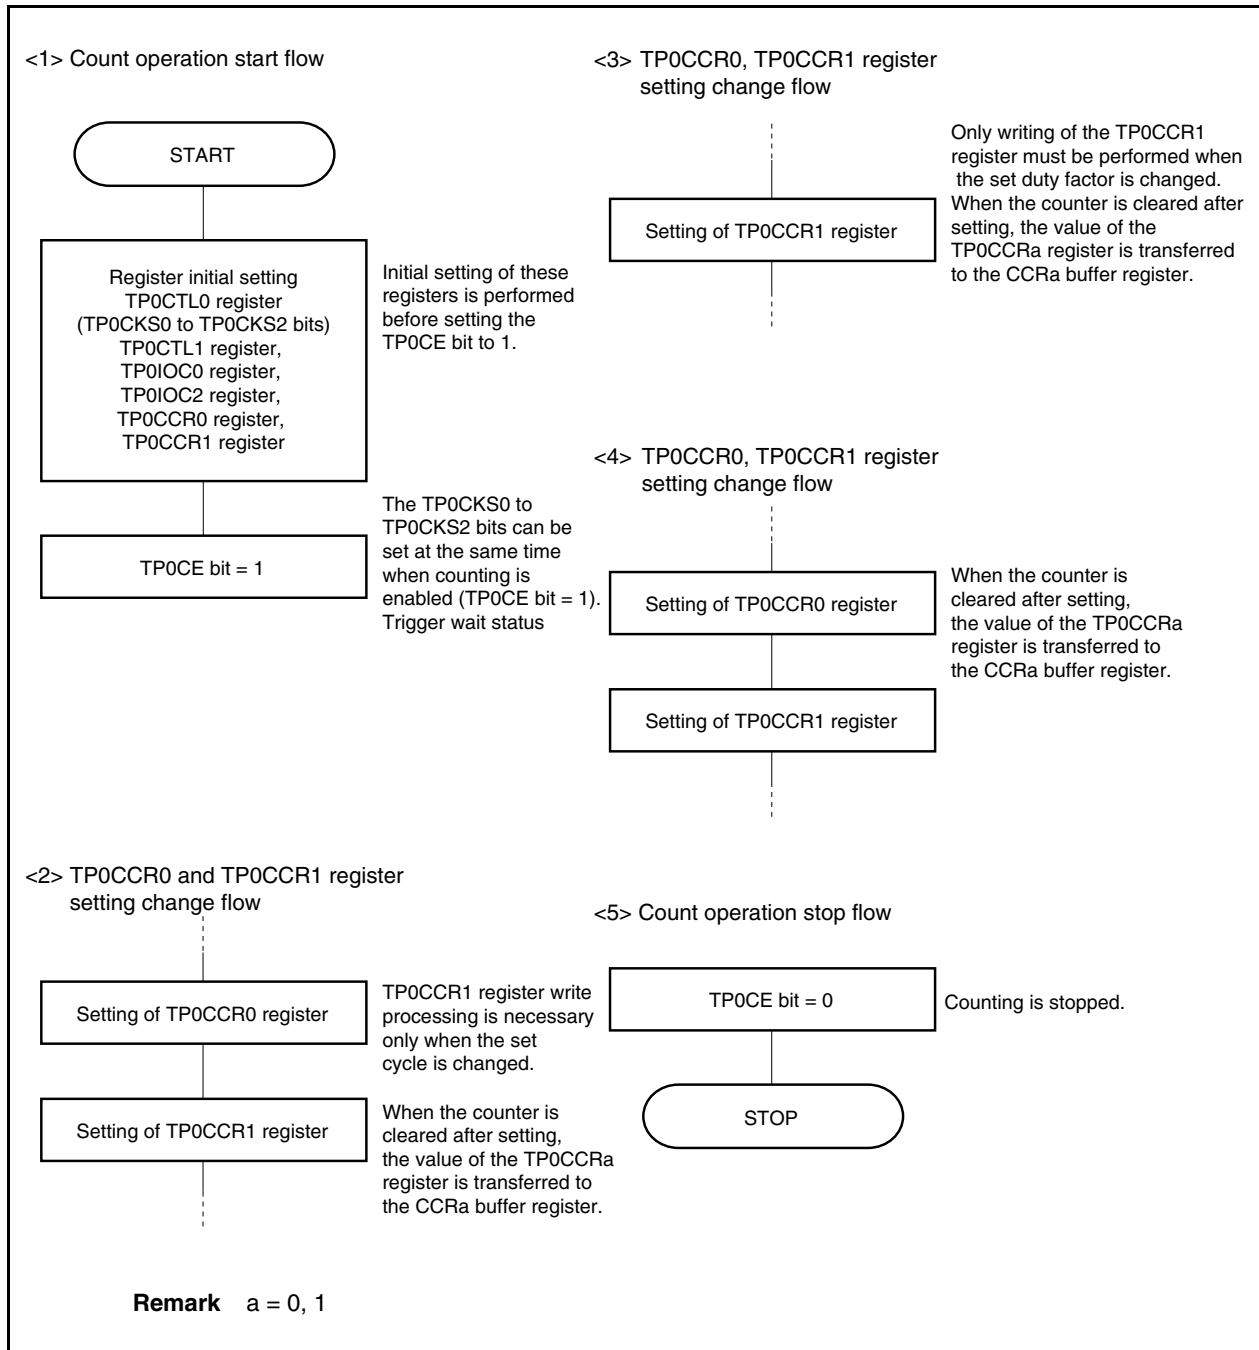 <1> Count operation start flow
START
Register initial setting
TP0CTL0 register
(TP0CKS0 to TP0CKS2 bits)
TP0CTL1 register,
TP0IOC0 register,
TP0IOC2 register,
TP0CCR0 register,
TP0CCR1 register
Initial setting of these
registers is performed
before setting the
TP0CE bit to 1.
TP0CE bit = 1
The TP0CKS0 to
TP0CKS2 bits can be
set at the same time
when counting is
enabled (TP0CE bit = 1).
Trigger wait status
<2> TP0CCR0 and TP0CCR1 register
setting change flow
Setting of TP0CCR0 register
TP0CCR1 register write
processing is necessary
only when the set
cycle is changed.
Setting of TP0CCR1 register
When the counter is
cleared after setting,
the value of the TP0CCRa
register is transferred to
the CCRa buffer register.
<3> TP0CCR0, TP0CCR1 register
setting change flow
Setting of TP0CCR1 register
Only writing of the TP0CCR1
register must be performed when
the set duty factor is changed.
When the counter is cleared after
setting, the value of the
TP0CCRa register is transferred
to the CCRa buffer register.
<4> TP0CCR0, TP0CCR1 register
setting change flow
Setting of TP0CCR0 register
When the counter is
cleared after setting,
the value of the TP0CCRa
register is transferred to
the CCRa buffer register.
Setting of TP0CCR1 register
<5> Count operation stop flow
TP0CE bit = 0
Counting is stopped.
STOP
Remark a = 0, 1